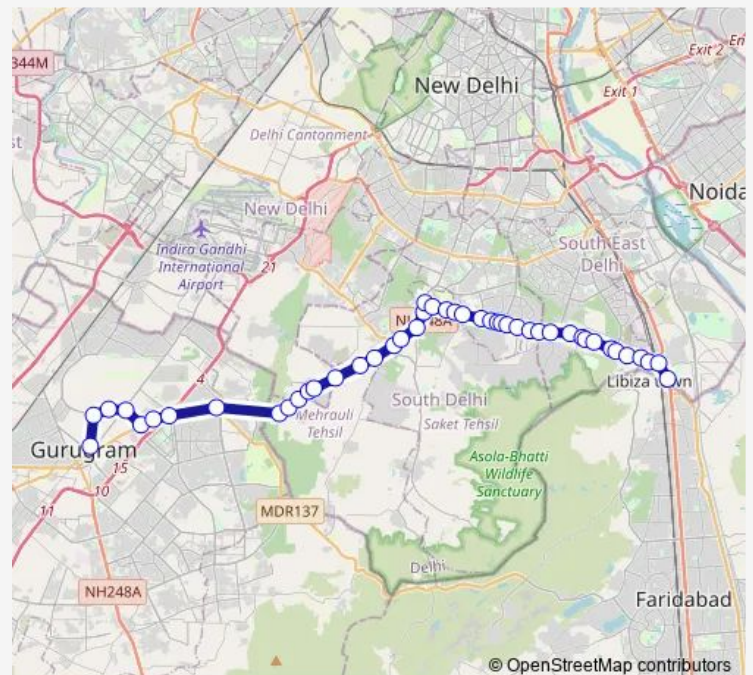 344M
New Delhi
Exit 2
Exit 1
Delhi Cantonment
Noida
New Delhi
South East
Delhi
Indira Gandhi
International
Airport
21
4
Libiza Town
South Delhi
Mehrauli
Tehsil
Saket Tehsil
Gurugram
15
10
11
Asola-Bhatti
Wildlife
Sanctuary
MDR137
Delhi
NH248A
Faridabad
© OpenStreetMap contributors